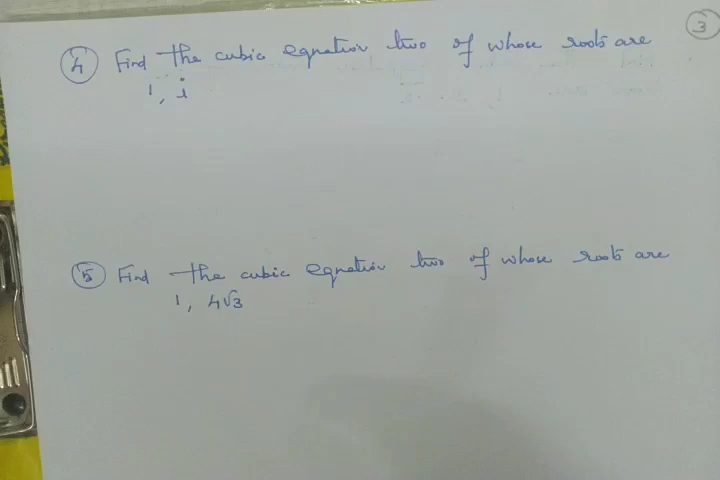 3
4 Find the cubic equation two of whose roots are
1, i
5 Find the cubic equation two of whose roots are
1, 4√3